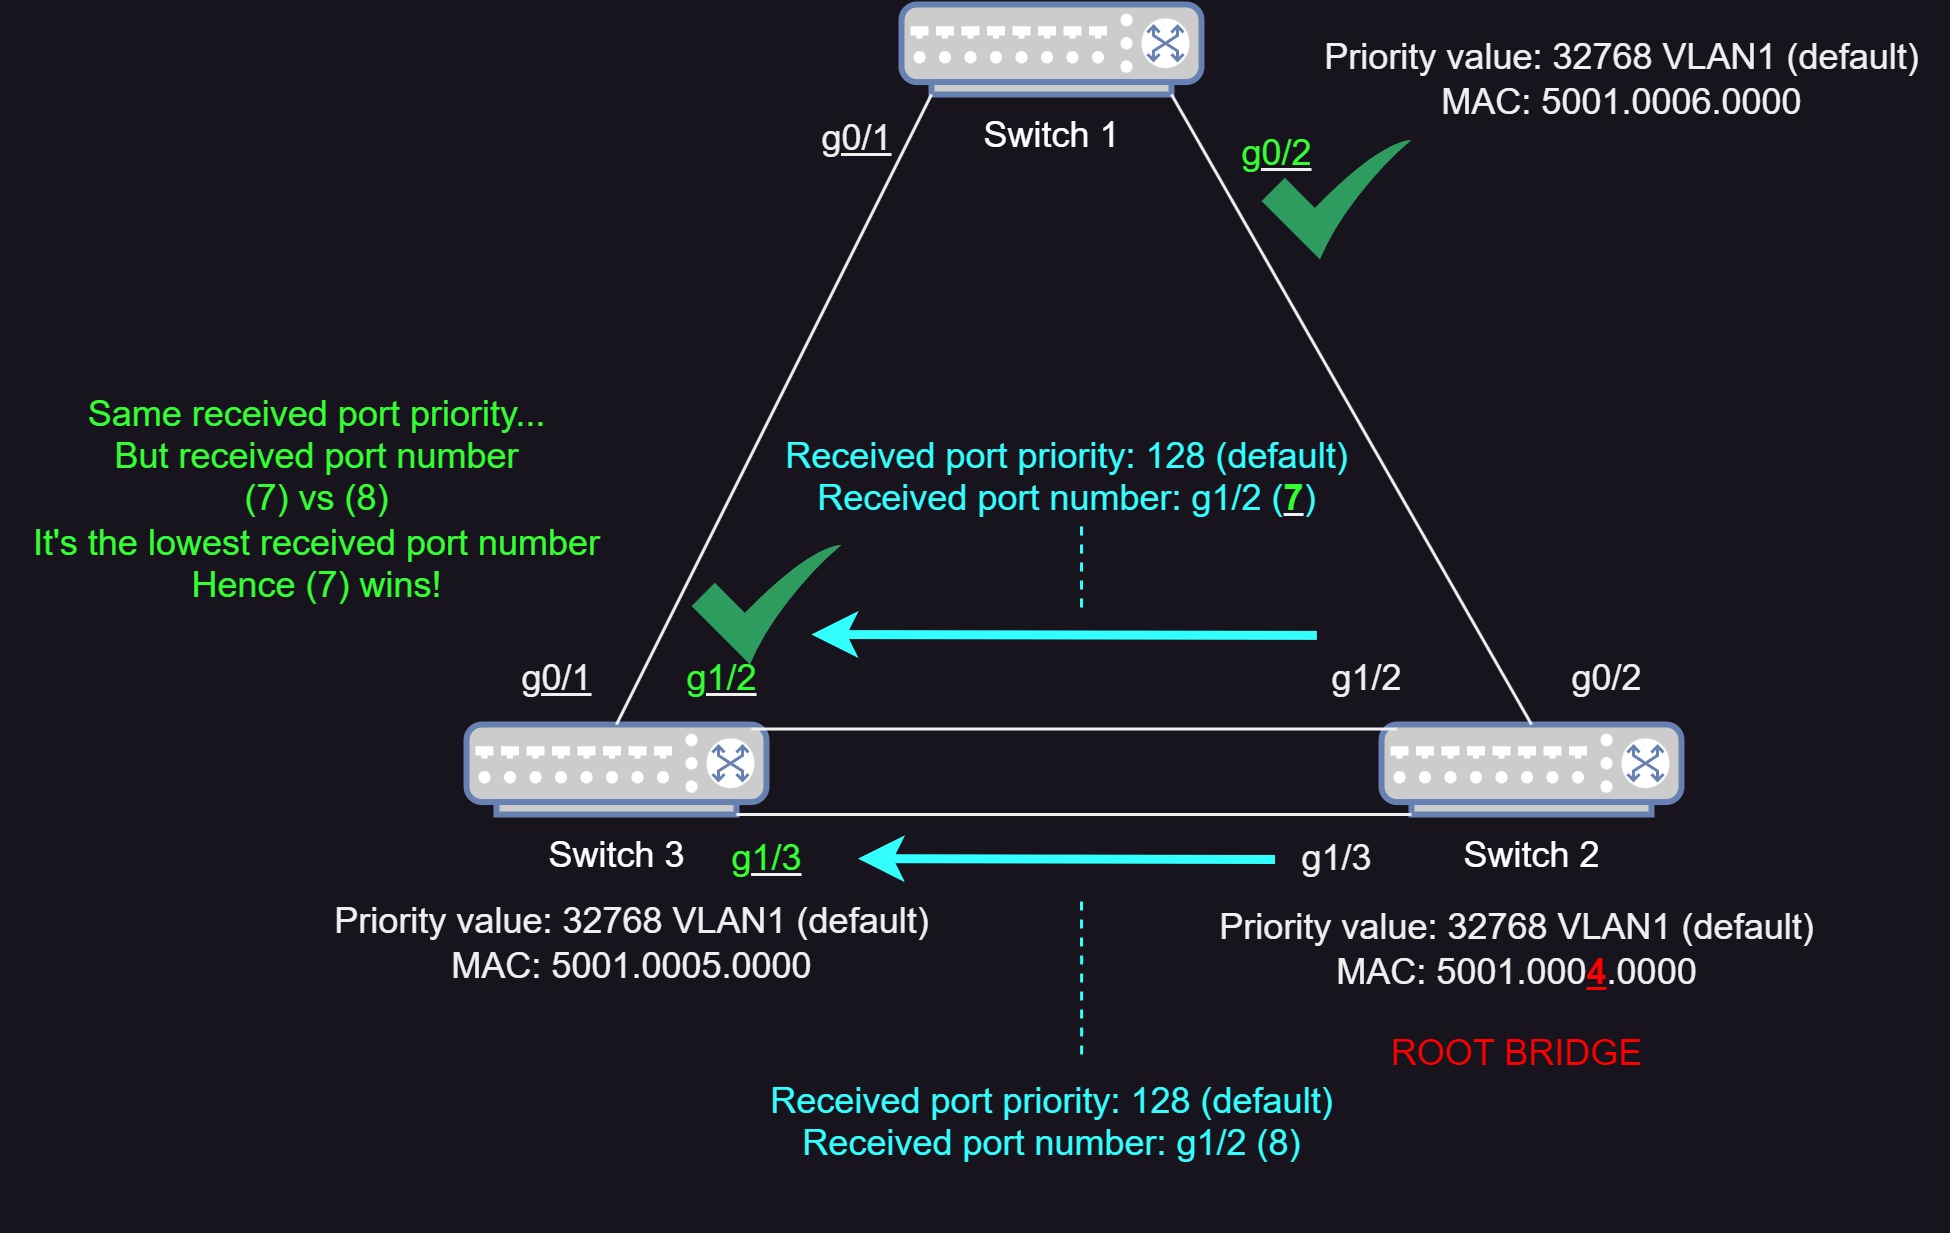 Priority value: 32768 VLAN1 (default)
MAC: 5001.0006.0000
Switch 1
g0/1
g0/2
Same received port priority...
But received port number
(7) vs (8)
It's the lowest received port number
Hence (7) wins!
Received port priority: 128 (default)
Received port number: g1/2 (7)
g0/1
g1/2
g1/2
g0/2
Switch 3
g1/3
g1/3
Switch 2
Priority value: 32768 VLAN1 (default)
MAC: 5001.0005.0000
Priority value: 32768 VLAN1 (default)
MAC: 5001.0004.0000
ROOT BRIDGE
Received port priority: 128 (default)
Received port number: g1/2 (8)